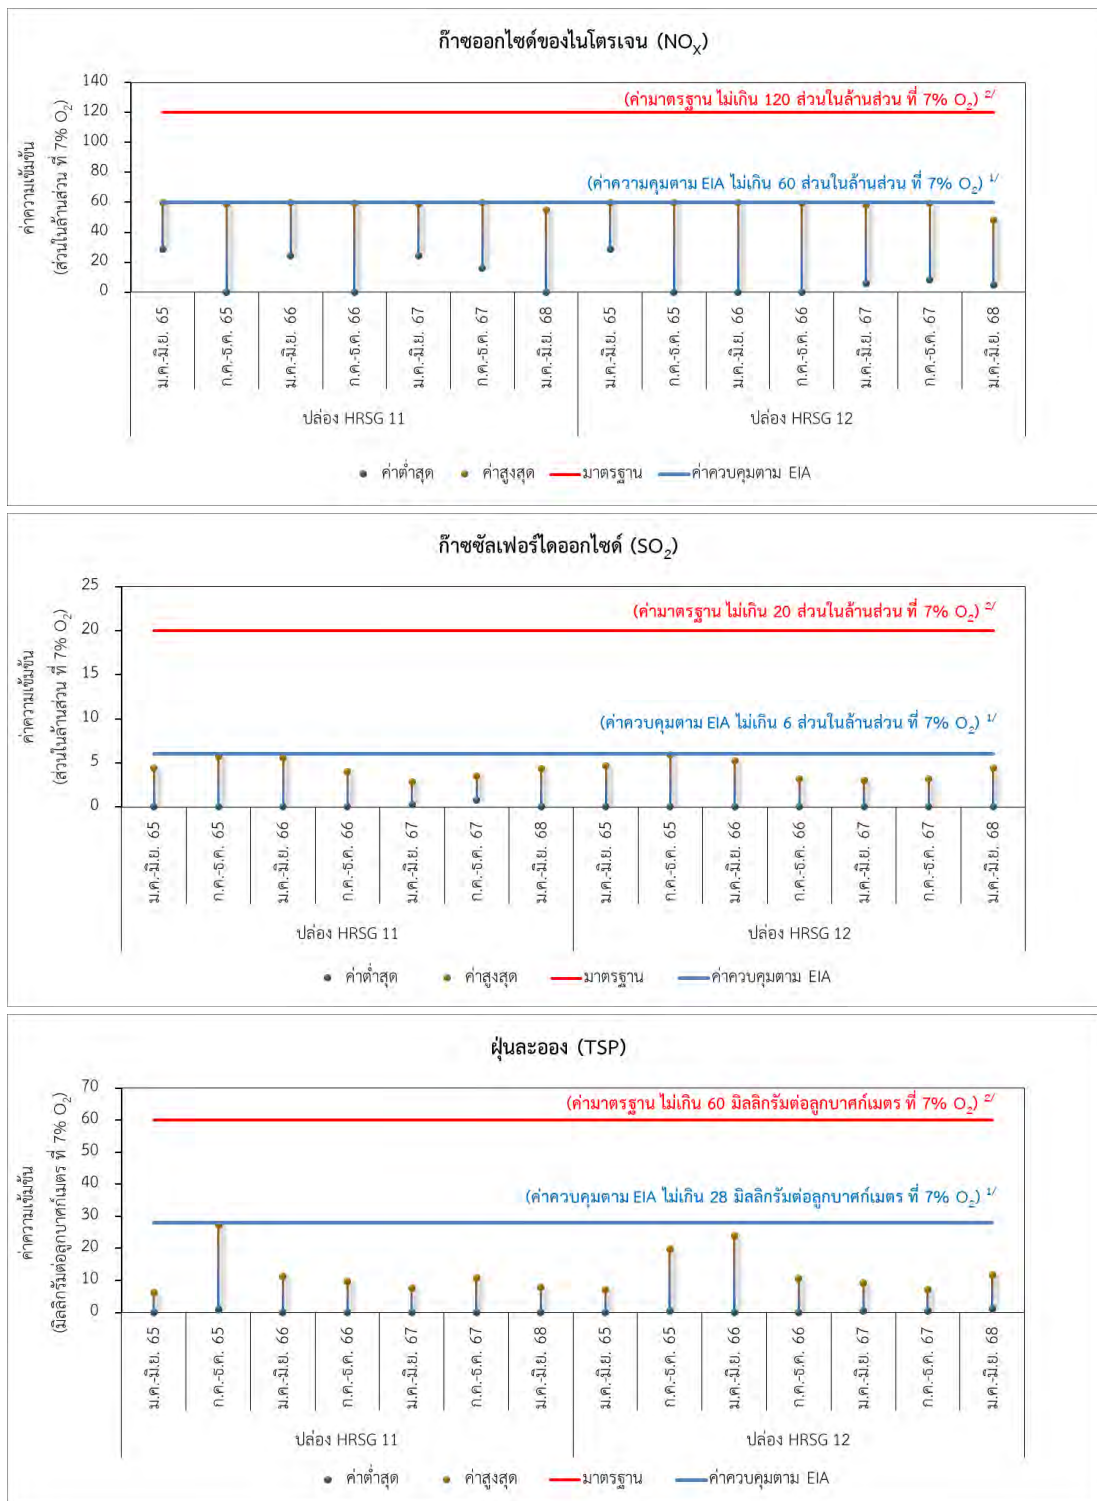 ก๊าซออกไซด์ของไนโตรเจน (NOX)
ค่าความเข้มข้น
(ส่วนในล้านส่วน ที่ 7% O2)
140
120
100
80
60
40
20
0
(ค่ามาตรฐาน ไม่เกิน 120 ส่วนในล้านส่วน ที่ 7% O2) 2/
(ค่าความคุมตาม EIA ไม่เกิน 60 ส่วนในล้านส่วน ที่ 7% O2) 1/
ม.ค.-มิ.ย. 65
ก.ค.-ธ.ค. 65
ม.ค.-มิ.ย. 66
ก.ค.-ธ.ค. 66
ม.ค.-มิ.ย. 67
ก.ค.-ธ.ค. 67
ม.ค.-มิ.ย. 68
ม.ค.-มิ.ย. 65
ก.ค.-ธ.ค. 65
ม.ค.-มิ.ย. 66
ก.ค.-ธ.ค. 66
ม.ค.-มิ.ย. 67
ก.ค.-ธ.ค. 67
ม.ค.-มิ.ย. 68
ปล่อง HRSG 11
ปล่อง HRSG 12
ค่าต่ำสุด ค่าสูงสุด มาตรฐาน ค่าควบคุมตาม EIA
ก๊าซซัลเฟอร์ไดออกไซด์ (SO2)
ค่าความเข้มข้น
(ส่วนในล้านส่วน ที่ 7% O2)
25
20
15
10
5
0
(ค่ามาตรฐาน ไม่เกิน 20 ส่วนในล้านส่วน ที่ 7% O2) 2/
(ค่าควบคุมตาม EIA ไม่เกิน 6 ส่วนในล้านส่วน ที่ 7% O2) 1/
ม.ค.-มิ.ย. 65
ก.ค.-ธ.ค. 65
ม.ค.-มิ.ย. 66
ก.ค.-ธ.ค. 66
ม.ค.-มิ.ย. 67
ก.ค.-ธ.ค. 67
ม.ค.-มิ.ย. 68
ม.ค.-มิ.ย. 65
ก.ค.-ธ.ค. 65
ม.ค.-มิ.ย. 66
ก.ค.-ธ.ค. 66
ม.ค.-มิ.ย. 67
ก.ค.-ธ.ค. 67
ม.ค.-มิ.ย. 68
ปล่อง HRSG 11
ปล่อง HRSG 12
ค่าต่ำสุด ค่าสูงสุด มาตรฐาน ค่าควบคุมตาม EIA
ฝุ่นละออง (TSP)
ค่าความเข้มข้น
(มิลลิกรัมต่อลูกบาศก์เมตร ที่ 7% O2)
70
60
50
40
30
20
10
0
(ค่ามาตรฐาน ไม่เกิน 60 มิลลิกรัมต่อลูกบาศก์เมตร ที่ 7% O2) 2/
(ค่าควบคุมตาม EIA ไม่เกิน 28 มิลลิกรัมต่อลูกบาศก์เมตร ที่ 7% O2) 1/
ม.ค.-มิ.ย. 65
ก.ค.-ธ.ค. 65
ม.ค.-มิ.ย. 66
ก.ค.-ธ.ค. 66
ม.ค.-มิ.ย. 67
ก.ค.-ธ.ค. 67
ม.ค.-มิ.ย. 68
ม.ค.-มิ.ย. 65
ก.ค.-ธ.ค. 65
ม.ค.-มิ.ย. 66
ก.ค.-ธ.ค. 66
ม.ค.-มิ.ย. 67
ก.ค.-ธ.ค. 67
ม.ค.-มิ.ย. 68
ปล่อง HRSG 11
ปล่อง HRSG 12
ค่าต่ำสุด ค่าสูงสุด มาตรฐาน ค่าควบคุมตาม EIA